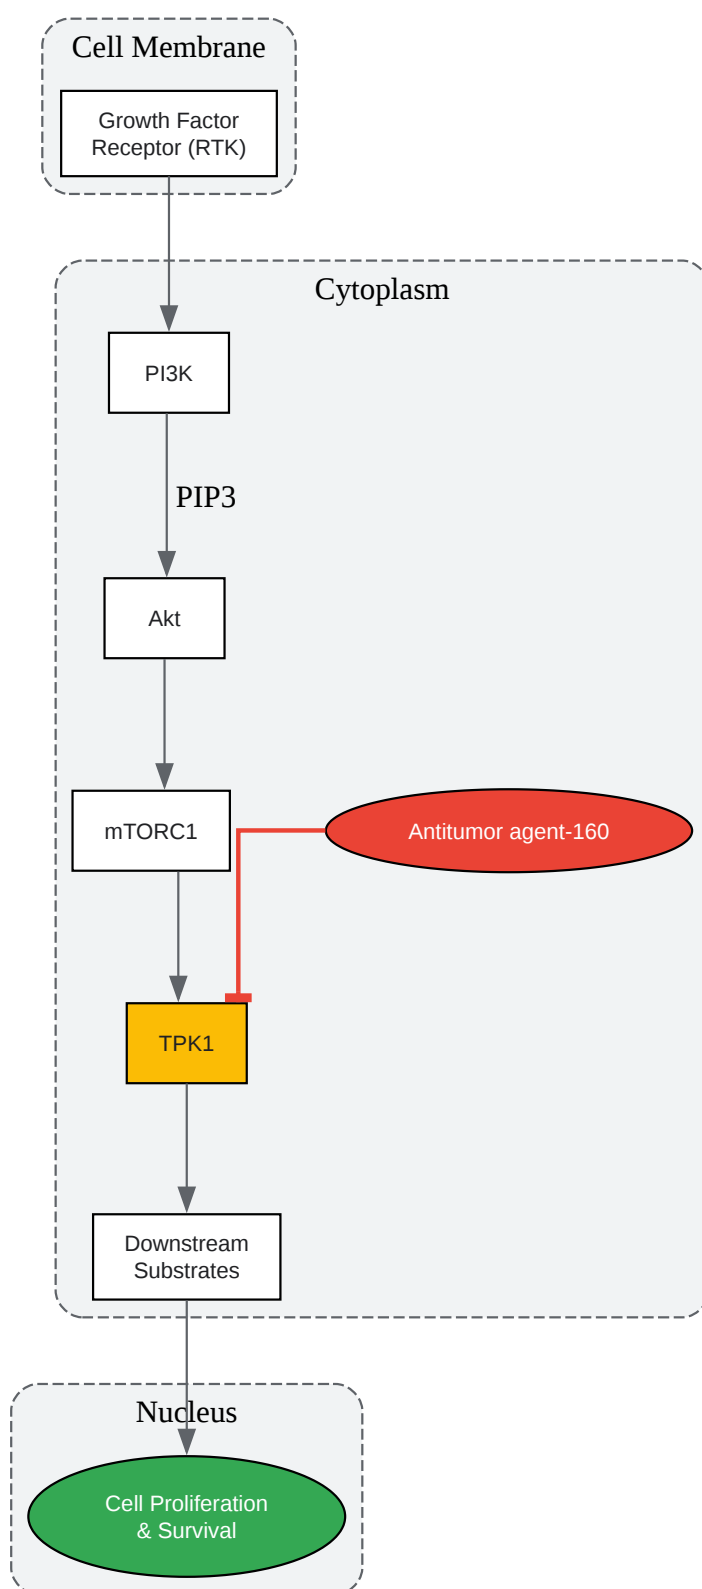 Cell Membrane
Growth Factor
Receptor (RTK)
Cytoplasm
PI3K
PIP3
Akt
mTORC1
Antitumor agent-160
TPK1
Downstream
Substrates
Nucleus
Cell Proliferation
& Survival